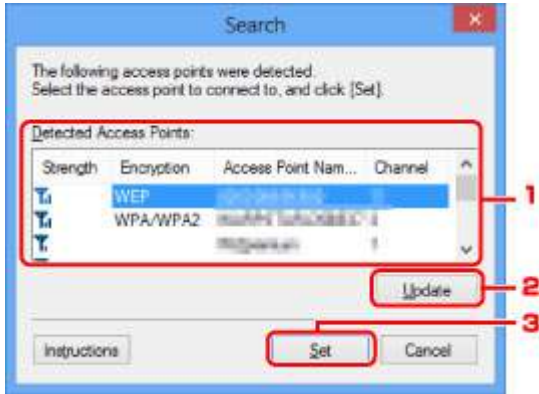 Search
The following access points were detected.
Select the access point to connect to, and click [Set].
Detected Access Points:
Strength Encryption Access Point Nam... Channel
WEP
WPA/WPA2
1
Update
2
3
Instructions Set Cancel